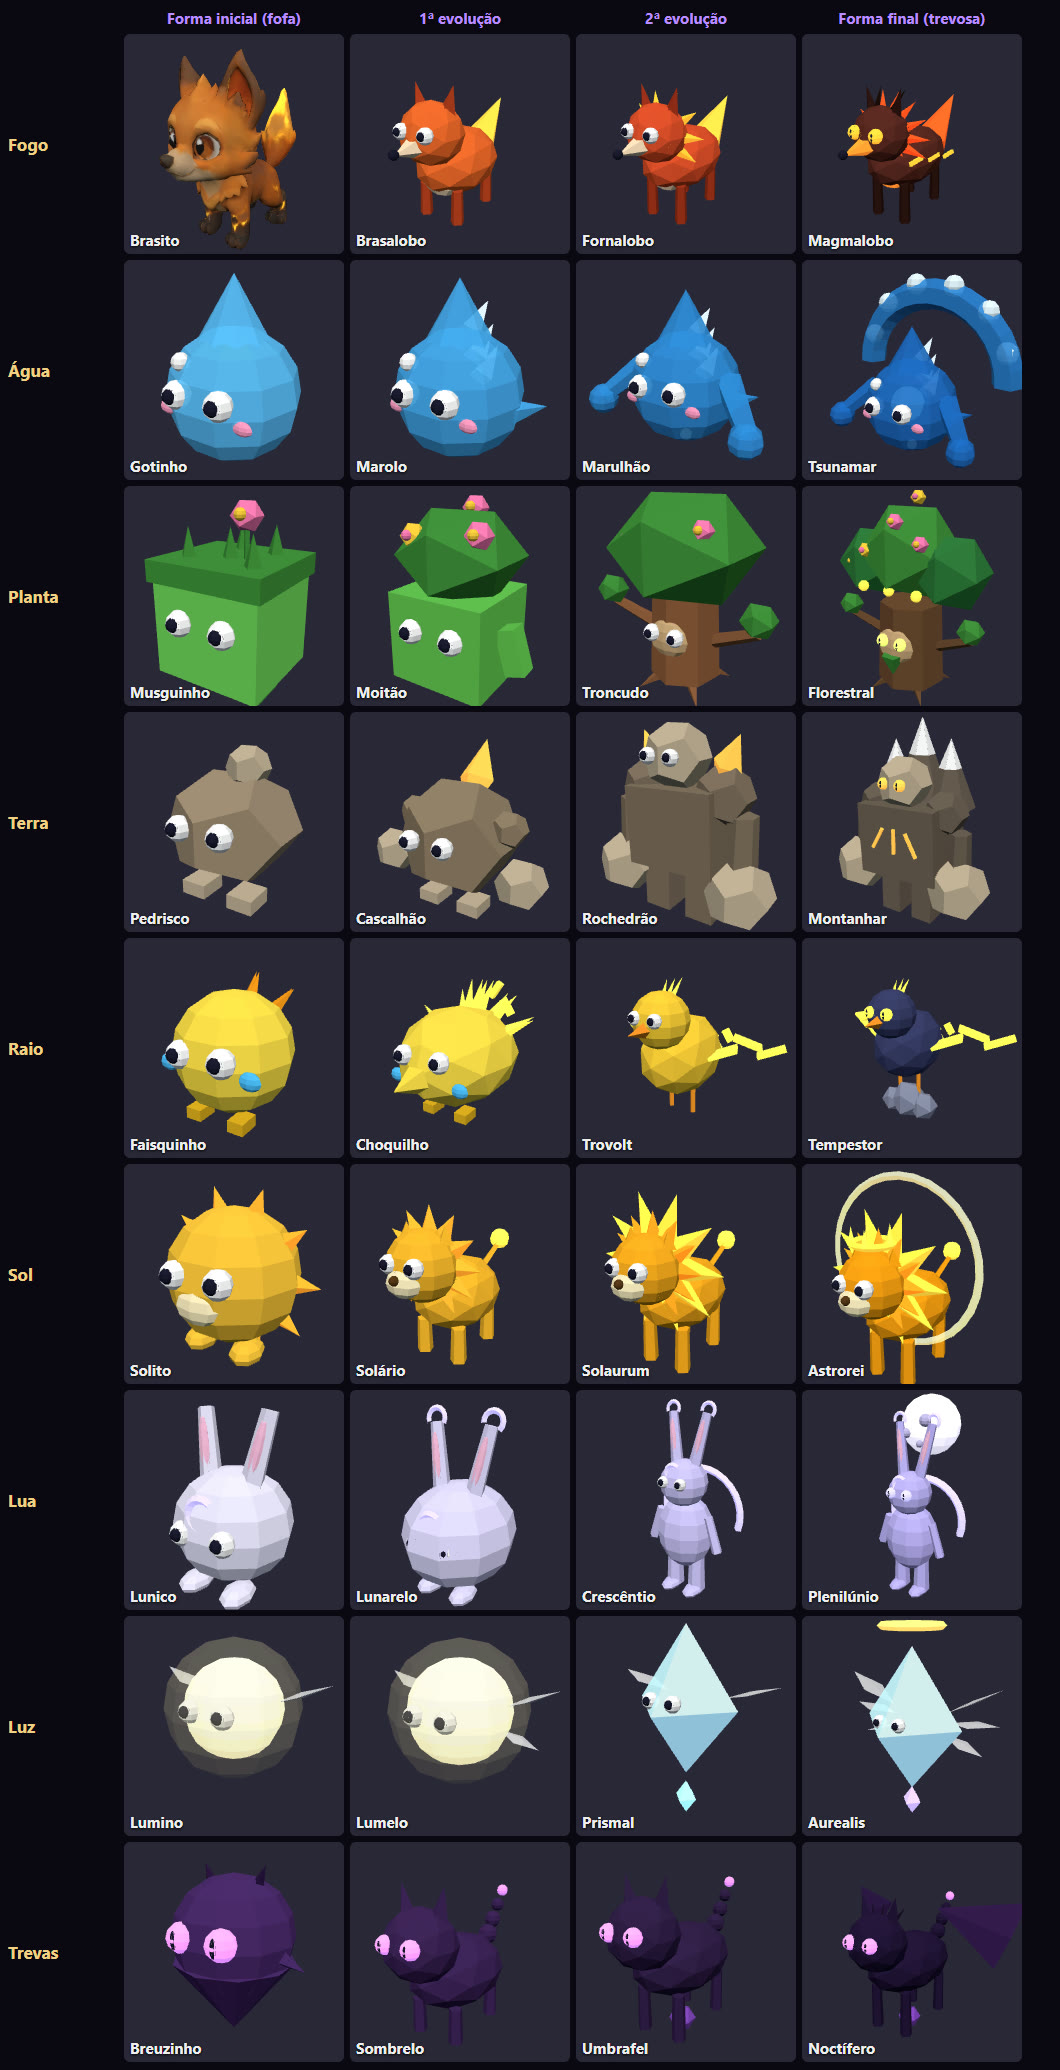 Forma inicial (fofa) 1ª evolução 2ª evolução Forma final (trevosa)
Fogo
Brasito Brasalobo Fornalobo Magmalobo
Água
Gotinho Marolo Marulhão Tsunamar
Planta
Musguinho Moitão Troncudo Florestral
Terra
Pedrisco Cascalhão Rochedrão Montanhar
Raio
Faisquinho Choquilho Trovolt Tempestor
Sol
Solito Solário Solaurum Astrorei
Lua
Lunico Lunarelo Crescêntio Plenilúnio
Luz
Lumino Lumelo Prismal Aurealis
Trevas
Breuzinho Sombrelo Umbrafel Noctífero